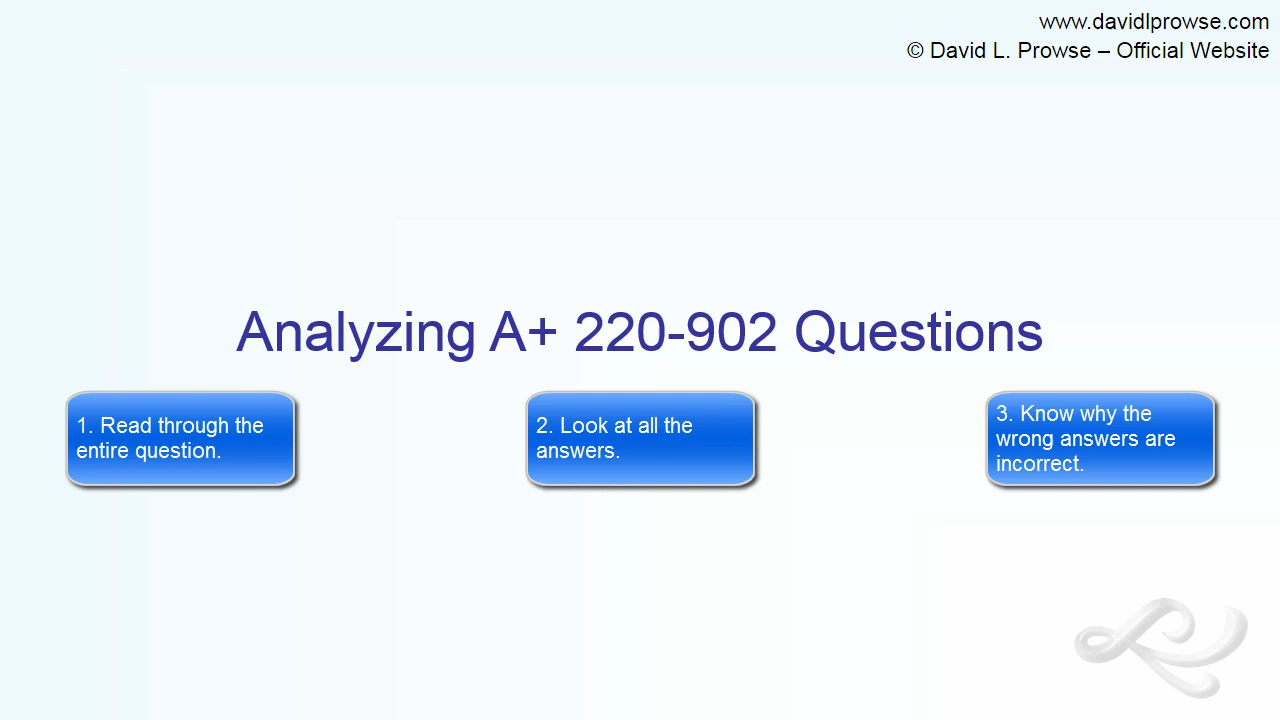 www.davidlprowse.com
© David L. Prowse – Official Website
Analyzing A+ 220-902 Questions
1. Read through the
entire question.
2. Look at all the
answers.
3. Know why the
wrong answers are
incorrect.